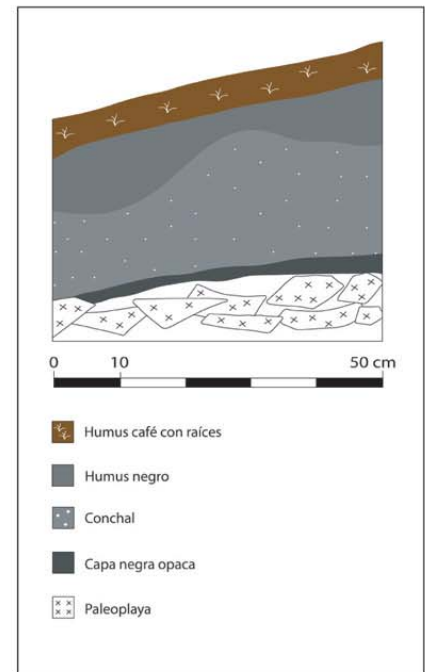 0 10 50 cm
Humus café con raíces
Humus negro
Conchal
Capa negra opaca
Paleoplaya